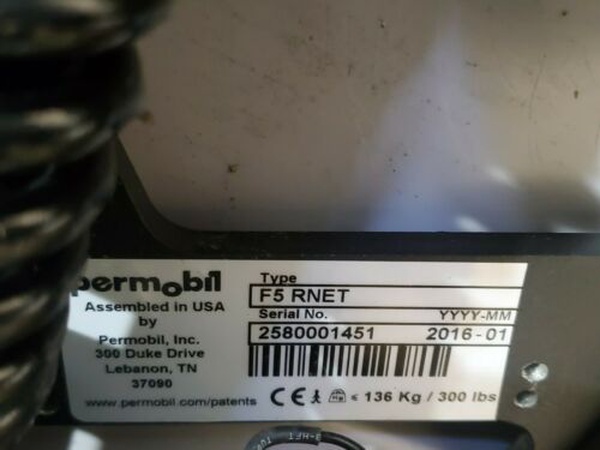 permobil
Assembled in USA
by
Permobil, Inc.
300 Duke Drive
Lebanon, TN
37090
www.permobil.com/patents
Type
F5 RNET
Serial No. YYYY-MM
2580001451 2016-01
CE ≤ 136 Kg / 300 lbs